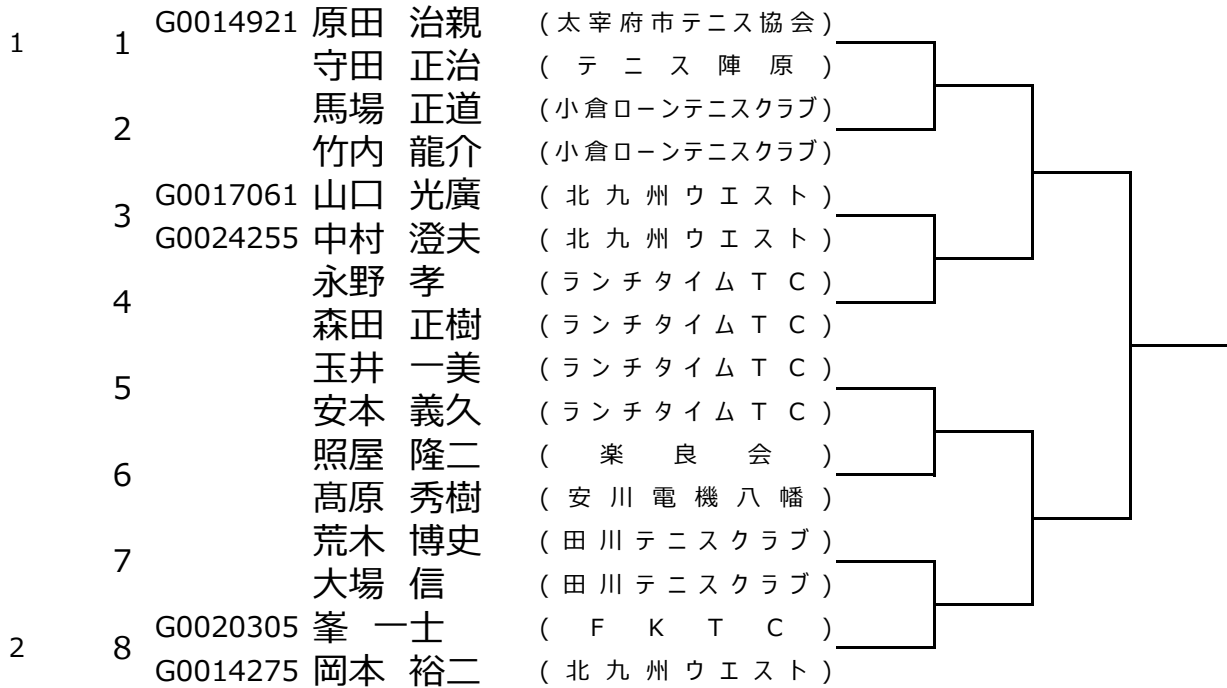 G0014921 原田 治親 (太宰府市テニス協会)
1 1
守田 正治 (テニス陣原)
馬場 正道 (小倉ローンテニスクラブ)
2
竹内 龍介 (小倉ローンテニスクラブ)
G0017061 山口 光廣 (北九州ウエスト)
3
G0024255 中村 澄夫 (北九州ウエスト)
永野 孝 (ランチタイムTC)
4
森田 正樹 (ランチタイムTC)
玉井 一美 (ランチタイムTC)
5
安本 義久 (ランチタイムTC)
照屋 隆二 (楽良会)
6
髙原 秀樹 (安川電機八幡)
荒木 博史 (田川テニスクラブ)
7
大場 信 (田川テニスクラブ)
G0020305 峯 一士 (FKTC)
2 8
G0014275 岡本 裕二 (北九州ウエスト)